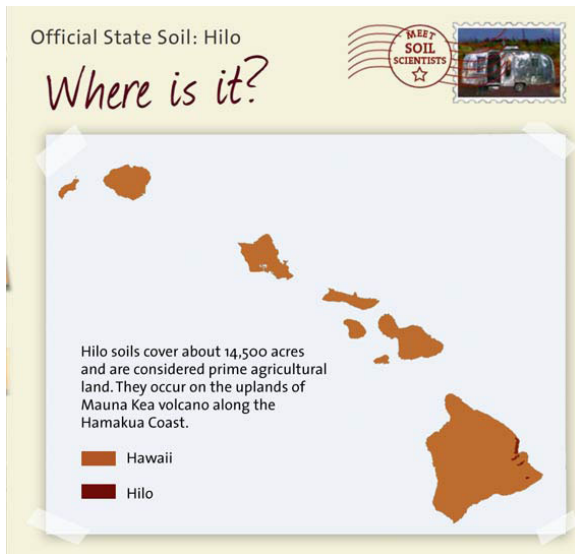 Official State Soil: Hilo
Where is it?
MEET
SOIL
SCIENTISTS
Hilo soils cover about 14,500 acres
and are considered prime agricultural
land. They occur on the uplands of
Mauna Kea volcano along the
Hamakua Coast.
Hawaii
Hilo